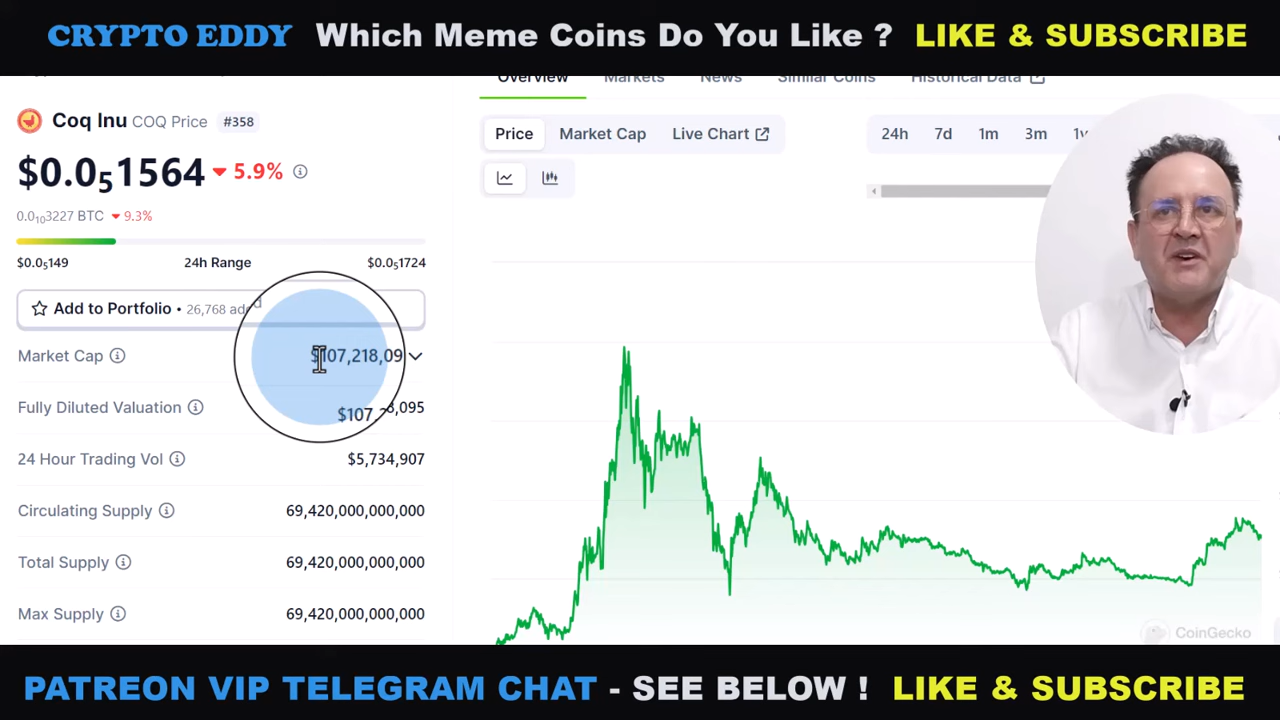 CRYPTO EDDY Which Meme Coins Do You Like ? LIKE & SUBSCRIBE
Overview Markets News Similar Coins Historical Data
Coq Inu COQ Price #358
$0.0₅1564 5.9%
0.0₁₀3227 BTC 9.3%
$0.0₅149 24h Range $0.0₅1724
Add to Portfolio • 26,768 added
Market Cap $107,218,09
Fully Diluted Valuation $107, 3,095
24 Hour Trading Vol $5,734,907
Circulating Supply 69,420,000,000,000
Total Supply 69,420,000,000,000
Max Supply 69,420,000,000,000
Price Market Cap Live Chart 24h 7d 1m 3m 1y
CoinGecko
PATREON VIP TELEGRAM CHAT - SEE BELOW ! LIKE & SUBSCRIBE